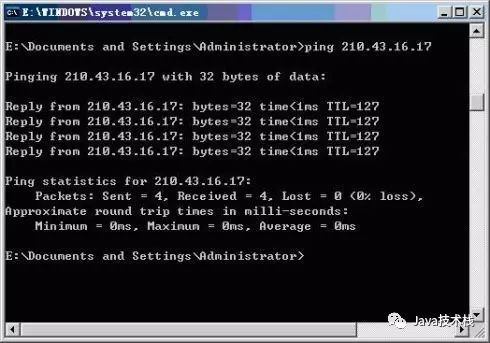 E:\WINDOWS\system32\cmd.exe
E:\Documents and Settings\Administrator>ping 210.43.16.17
Pinging 210.43.16.17 with 32 bytes of data:
Reply from 210.43.16.17: bytes=32 time<1ms TTL=127
Reply from 210.43.16.17: bytes=32 time<1ms TTL=127
Reply from 210.43.16.17: bytes=32 time<1ms TTL=127
Reply from 210.43.16.17: bytes=32 time<1ms TTL=127
Ping statistics for 210.43.16.17:
    Packets: Sent = 4, Received = 4, Lost = 0 (0% loss),
Approximate round trip times in milli-seconds:
    Minimum = 0ms, Maximum = 0ms, Average = 0ms
E:\Documents and Settings\Administrator>
Java技术栈